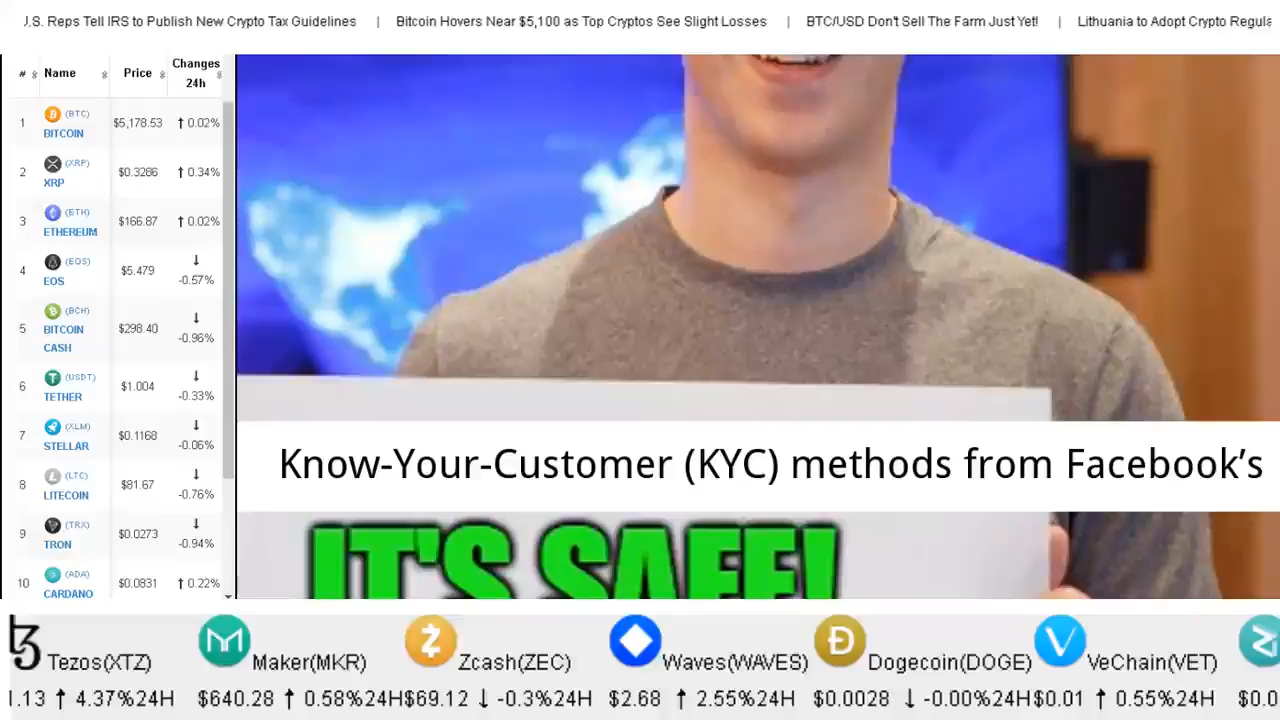 J.S. Reps Tell IRS to Publish New Crypto Tax Guidelines | Bitcoin Hovers Near $5,100 as Top Cryptos See Slight Losses | BTC/USD Don't Sell The Farm Just Yet! | Lithuania to Adopt Crypto Regula
# Name Price Changes 24h
1 (BTC) BITCOIN $5,178.53 ↑ 0.02%
2 (XRP) XRP $0.3286 ↑ 0.34%
3 (ETH) ETHEREUM $166.87 ↑ 0.02%
4 (EOS) EOS $5.479 ↓ -0.57%
5 (BCH) BITCOIN CASH $298.40 ↓ -0.96%
6 (USDT) TETHER $1.004 ↓ -0.33%
7 (XLM) STELLAR $0.1168 ↓ -0.06%
8 (LTC) LITECOIN $81.67 ↓ -0.76%
9 (TRX) TRON $0.0273 ↓ -0.94%
10 (ADA) CARDANO $0.0831 ↑ 0.22%
Know-Your-Customer (KYC) methods from Facebook's
IT'S SAFE!
Tezos(XTZ) Maker(MKR) Zcash(ZEC) Waves(WAVES) Dogecoin(DOGE) VeChain(VET)
.13 ↑ 4.37%24H $640.28 ↑ 0.58%24H $69.12 ↓ -0.3%24H $2.68 ↑ 2.55%24H $0.0028 ↓ -0.00%24H $0.01 ↑ 0.55%24H $0.0